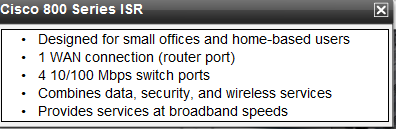 Cisco 800 Series ISR
• Designed for small offices and home-based users
• 1 WAN connection (router port)
• 4 10/100 Mbps switch ports
• Combines data, security, and wireless services
• Provides services at broadband speeds